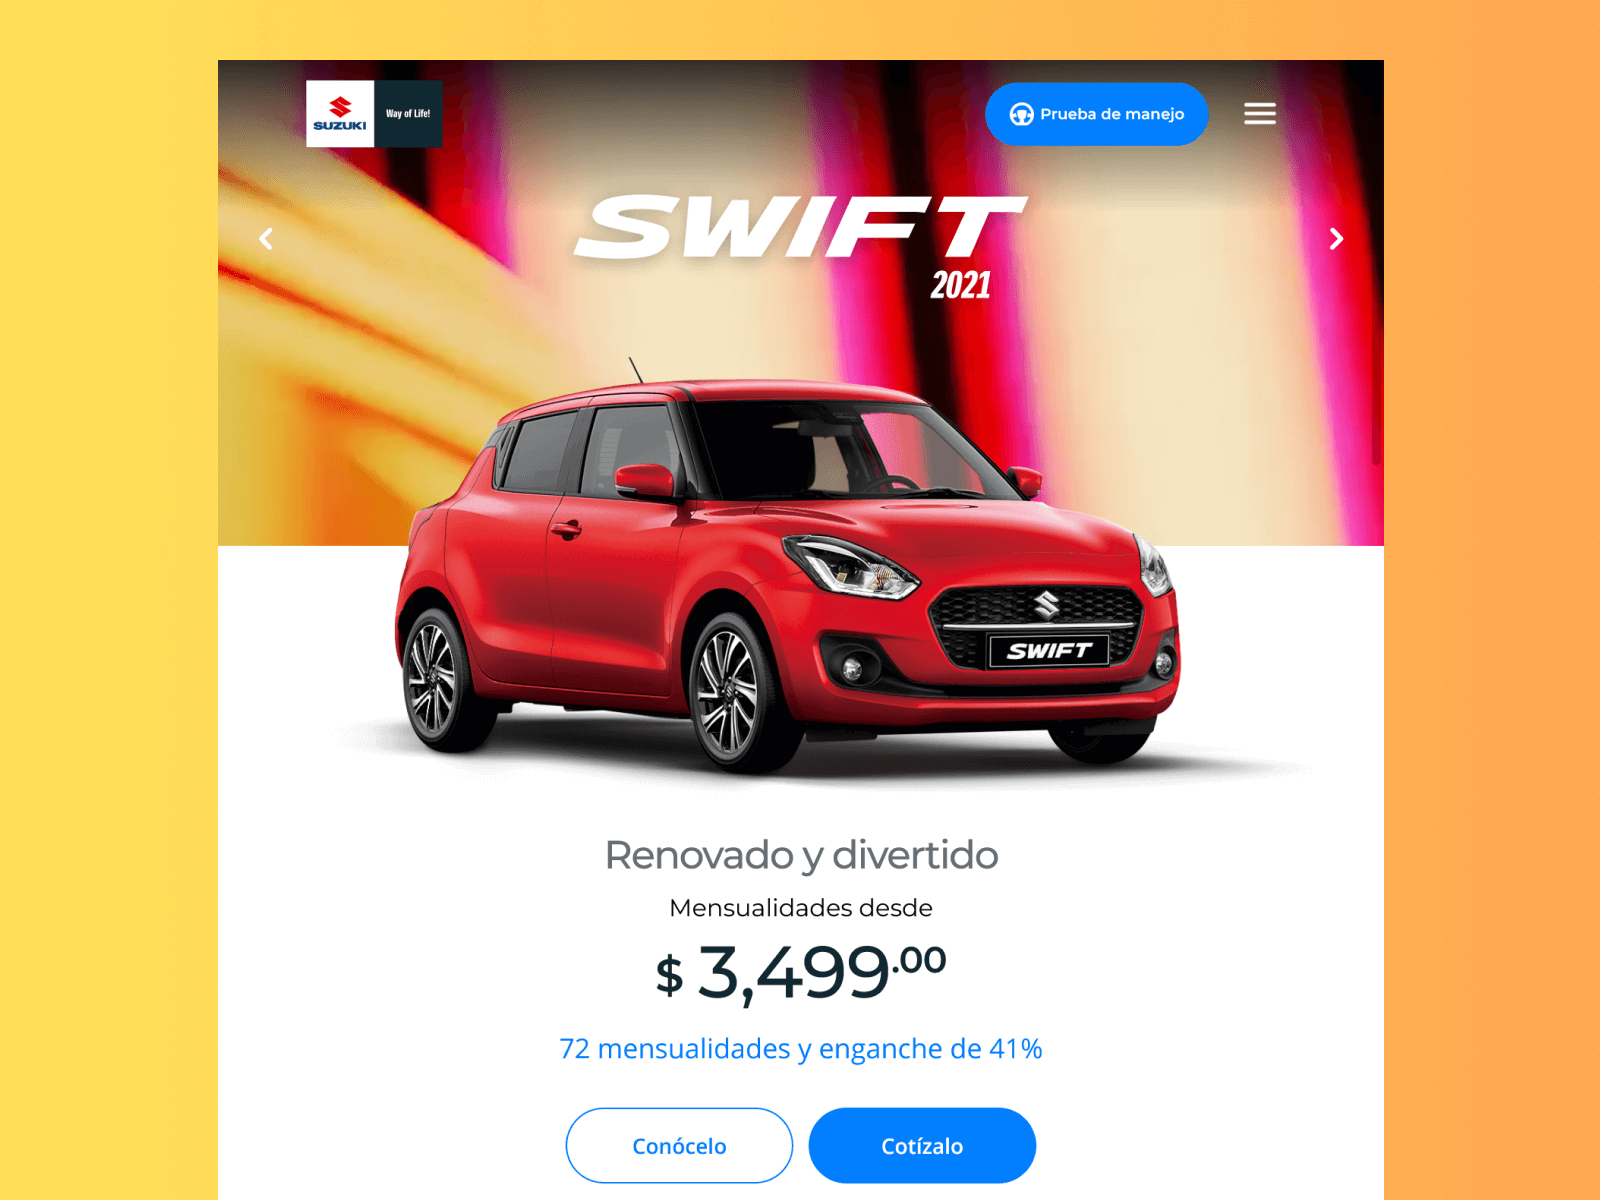 SUZUKI
Way of Life!
Prueba de manejo
SWIFT
2021
SWIFT
Renovado y divertido
Mensualidades desde
$ 3,499.00
72 mensualidades y enganche de 41%
Conócelo
Cotízalo